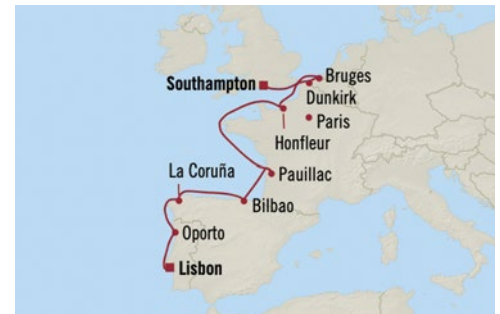 Southampton
Bruges
Dunkirk
Paris
Honfleur
La Coruña
Pauillac
Bilbao
Oporto
Lisbon